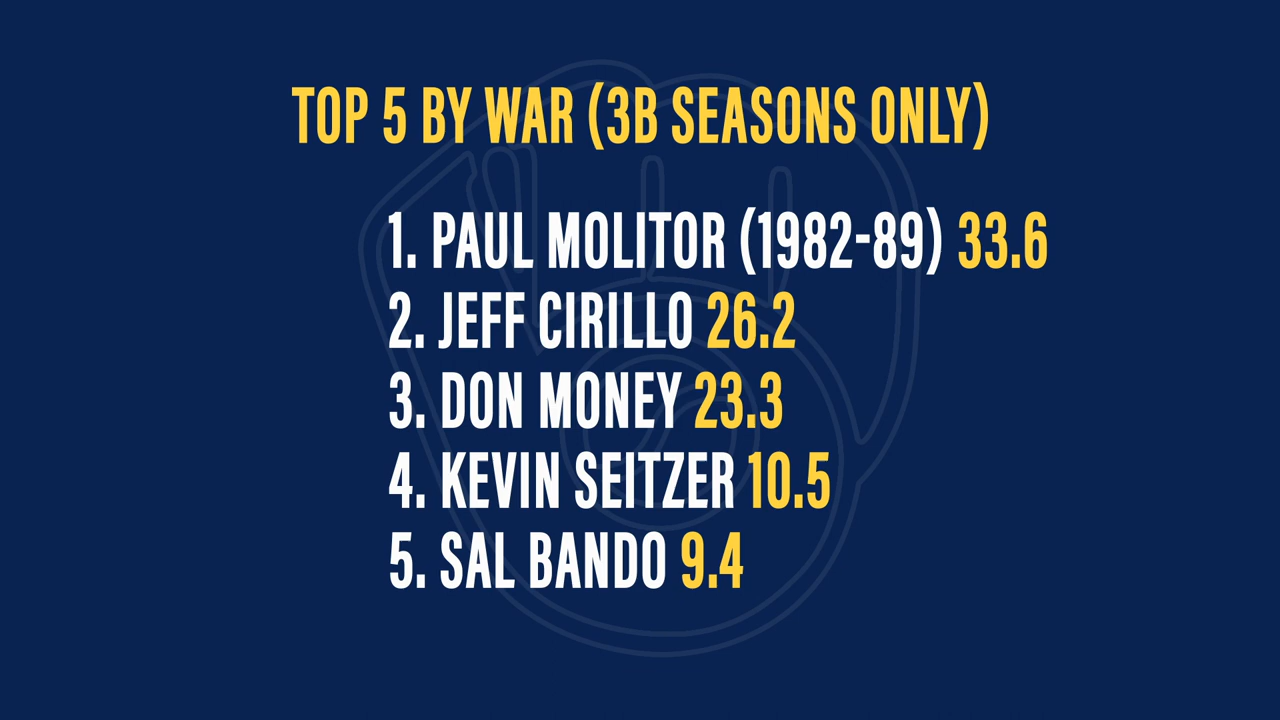 TOP 5 BY WAR (3B SEASONS ONLY)
1. PAUL MOLITOR (1982-89) 33.6
2. JEFF CIRILLO 26.2
3. DON MONEY 23.3
4. KEVIN SEITZER 10.5
5. SAL BANDO 9.4